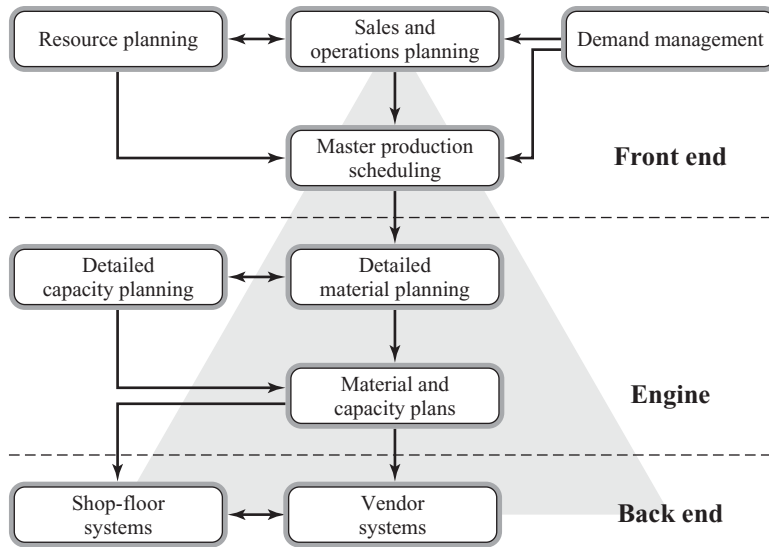 Resource planning
Sales and
operations planning
Demand management
Master production
scheduling
Front end
Detailed
capacity planning
Detailed
material planning
Material and
capacity plans
Engine
Shop-floor
systems
Vendor
systems
Back end